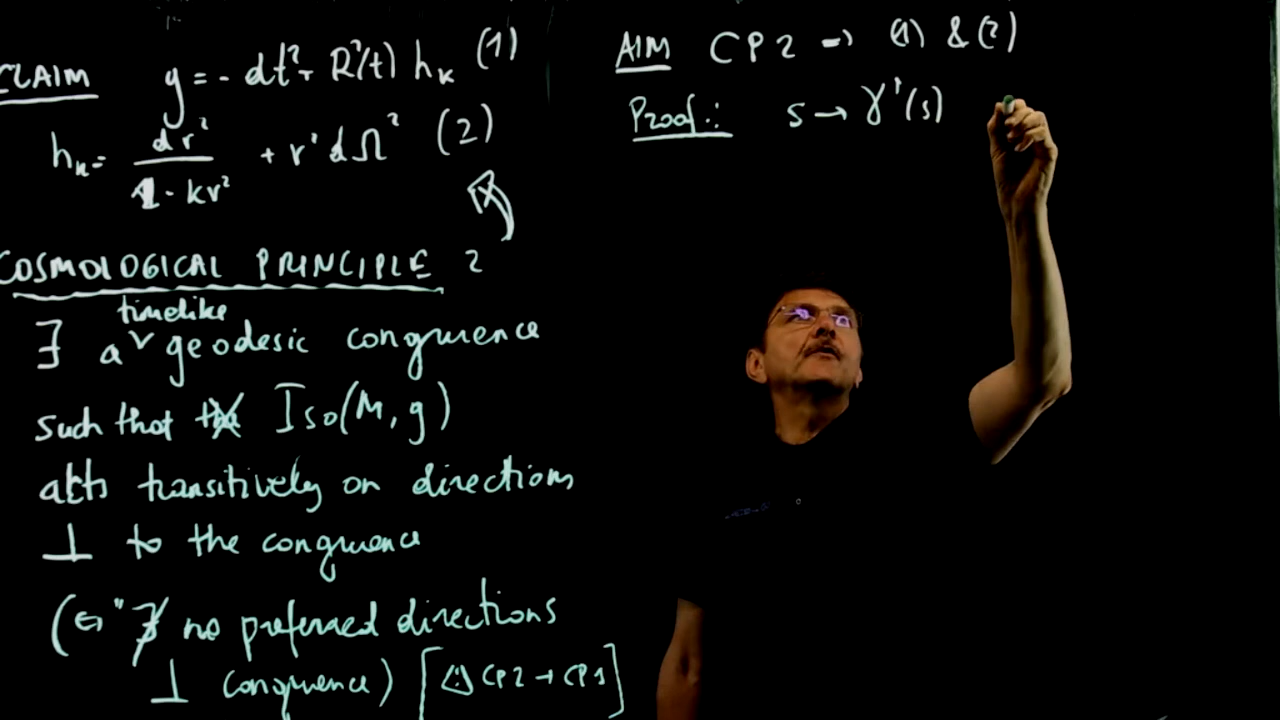 CLAIM g = - dt² + R²(t) hₖ (1)
hₖ = dr² / 1 - kr² + r² dΩ² (2)
COSMOLOGICAL PRINCIPLE 2
timelike
∃ a ˅ geodesic congruence
such that Iso(M, g)
acts transitively on directions
⊥ to the congruence
(⇔ " no preferred directions
⊥ congruence) [⚠ CP2 → CP1]
AIM CP2 ⇒ (1) & (2)
Proof: s → γ'(s)